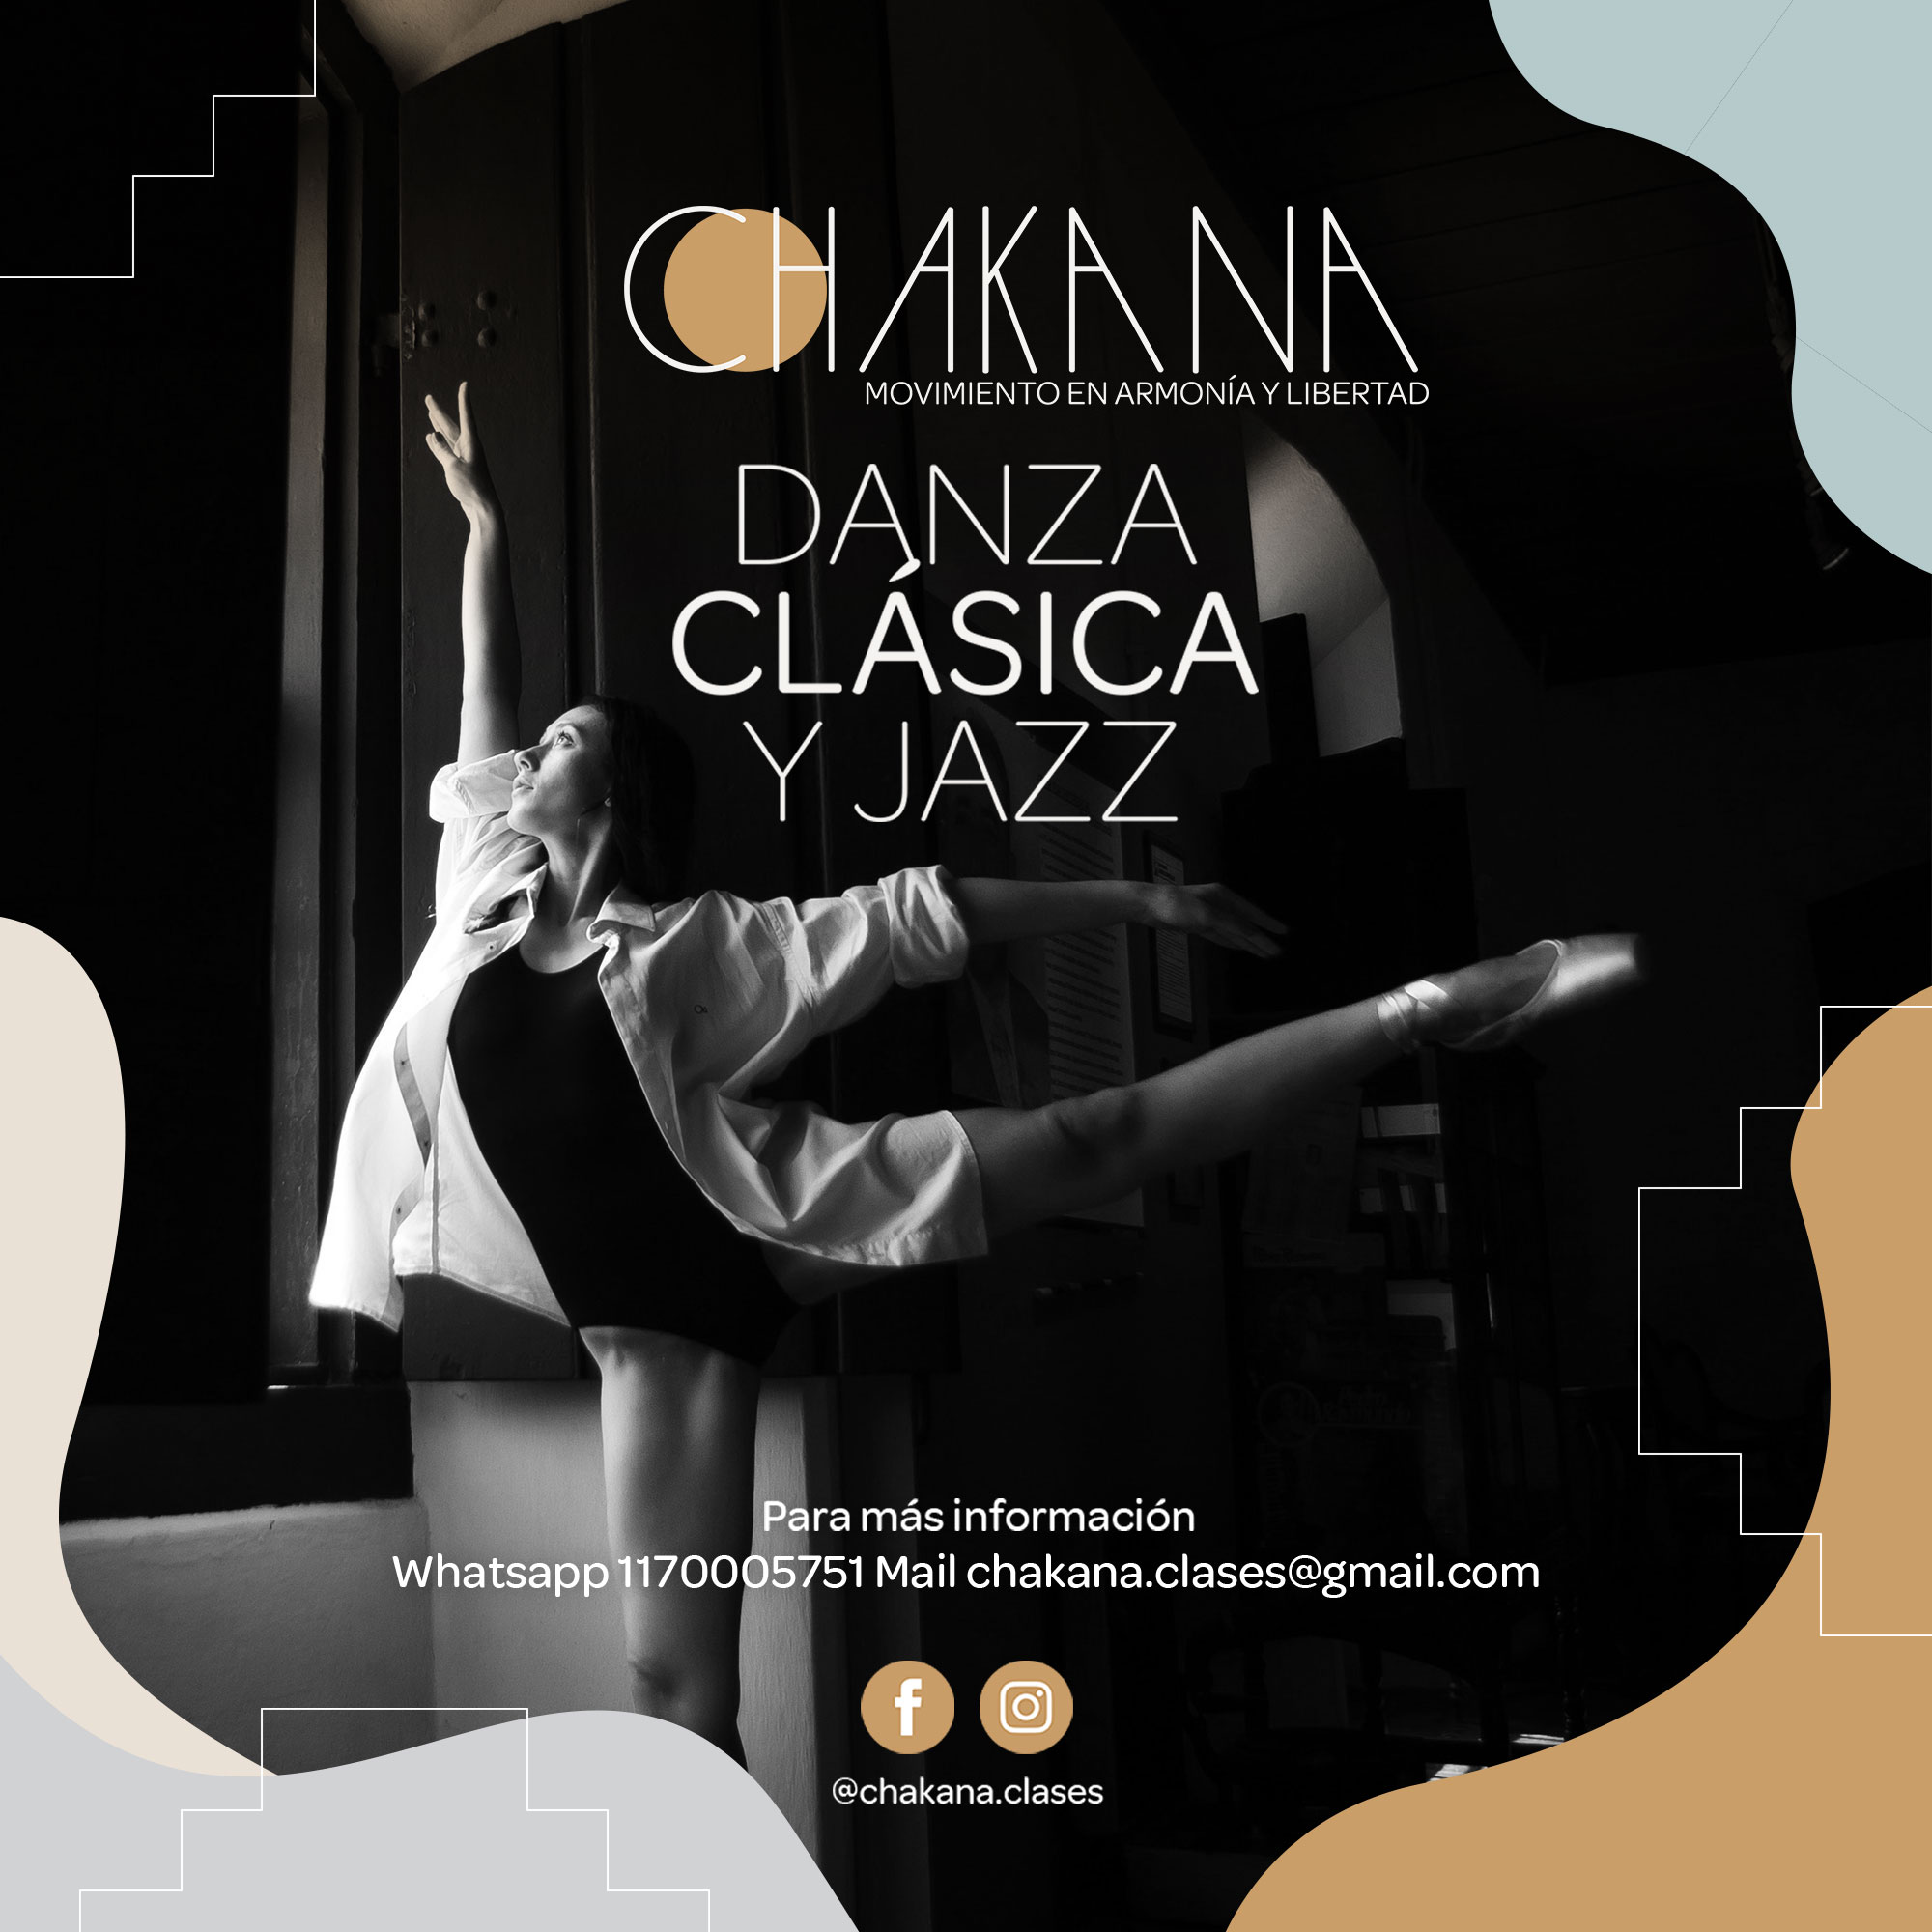 CHAKANA
MOVIMIENTO EN ARMONÍA Y LIBERTAD
DANZA
CLÁSICA
Y JAZZ
Para más información
Whatsapp 1170005751 Mail chakana.clases@gmail.com
@chakana.clases